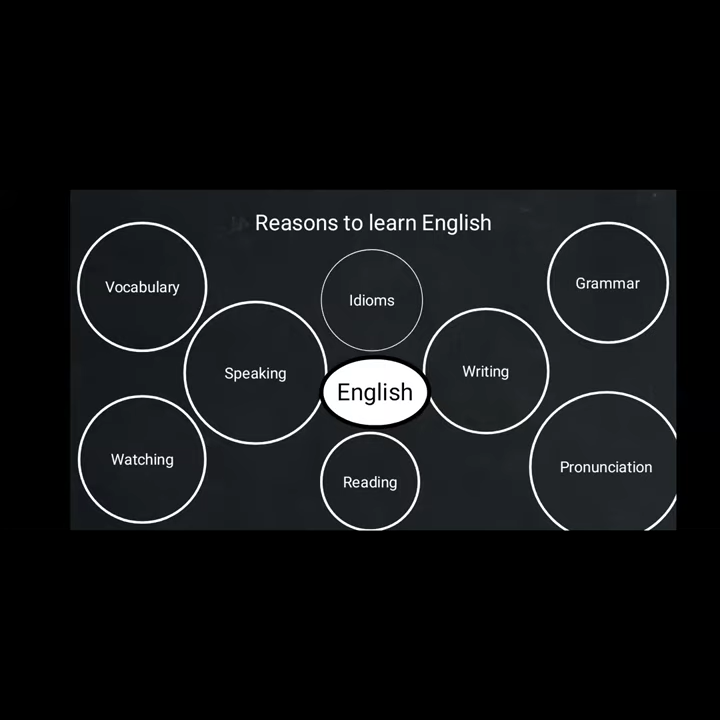 Reasons to learn English
Vocabulary
Idioms
Grammar
Speaking
Writing
English
Watching
Reading
Pronunciation